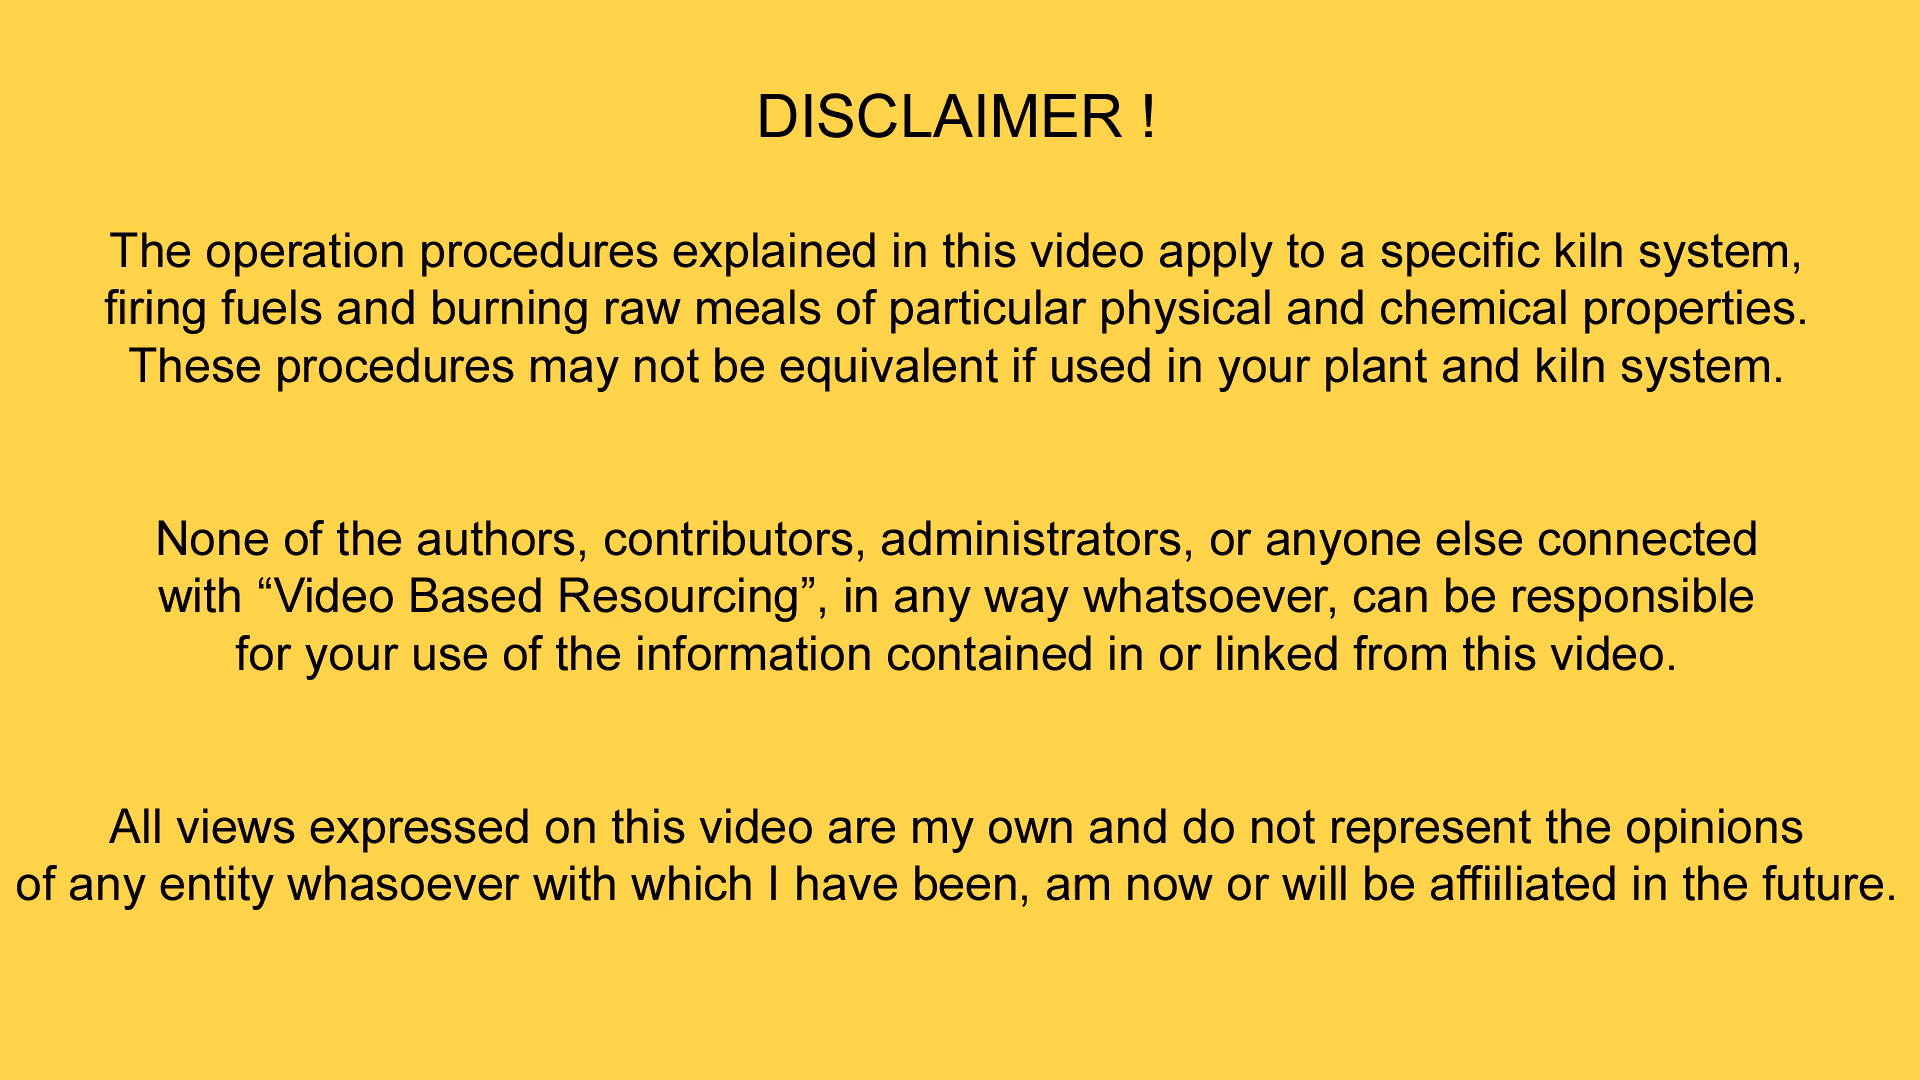 DISCLAIMER !
The operation procedures explained in this video apply to a specific kiln system,
firing fuels and burning raw meals of particular physical and chemical properties.
These procedures may not be equivalent if used in your plant and kiln system.
None of the authors, contributors, administrators, or anyone else connected
with “Video Based Resourcing”, in any way whatsoever, can be responsible
for your use of the information contained in or linked from this video.
All views expressed on this video are my own and do not represent the opinions
of any entity whasoever with which I have been, am now or will be affiiliated in the future.